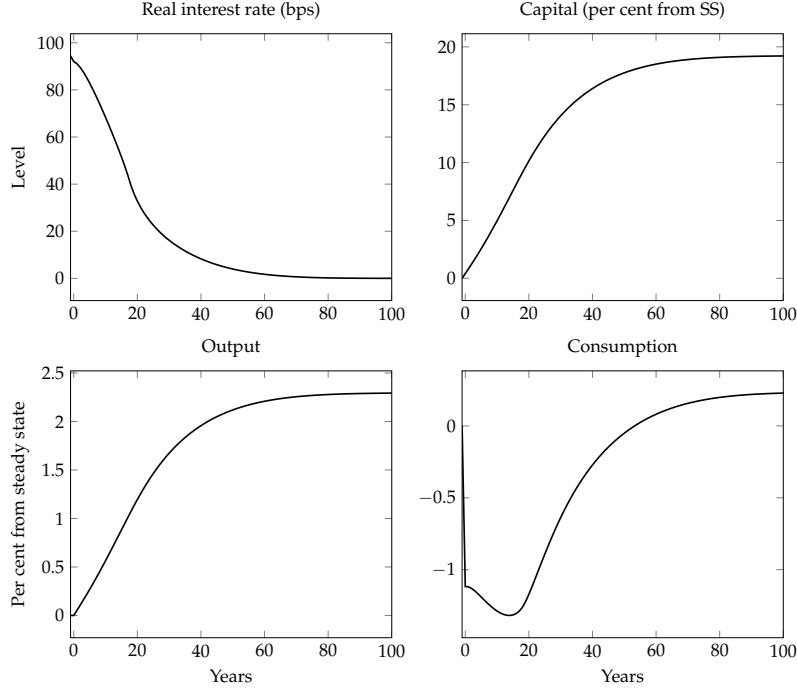 Real interest rate (bps)
Level
100
80
60
40
20
0
0 20 40 60 80 100
Capital (per cent from SS)
20
15
10
5
0
0 20 40 60 80 100
Output
Per cent from steady state
2.5
2
1.5
1
0.5
0
0 20 40 60 80 100
Years
Consumption
0
−0.5
−1
0 20 40 60 80 100
Years